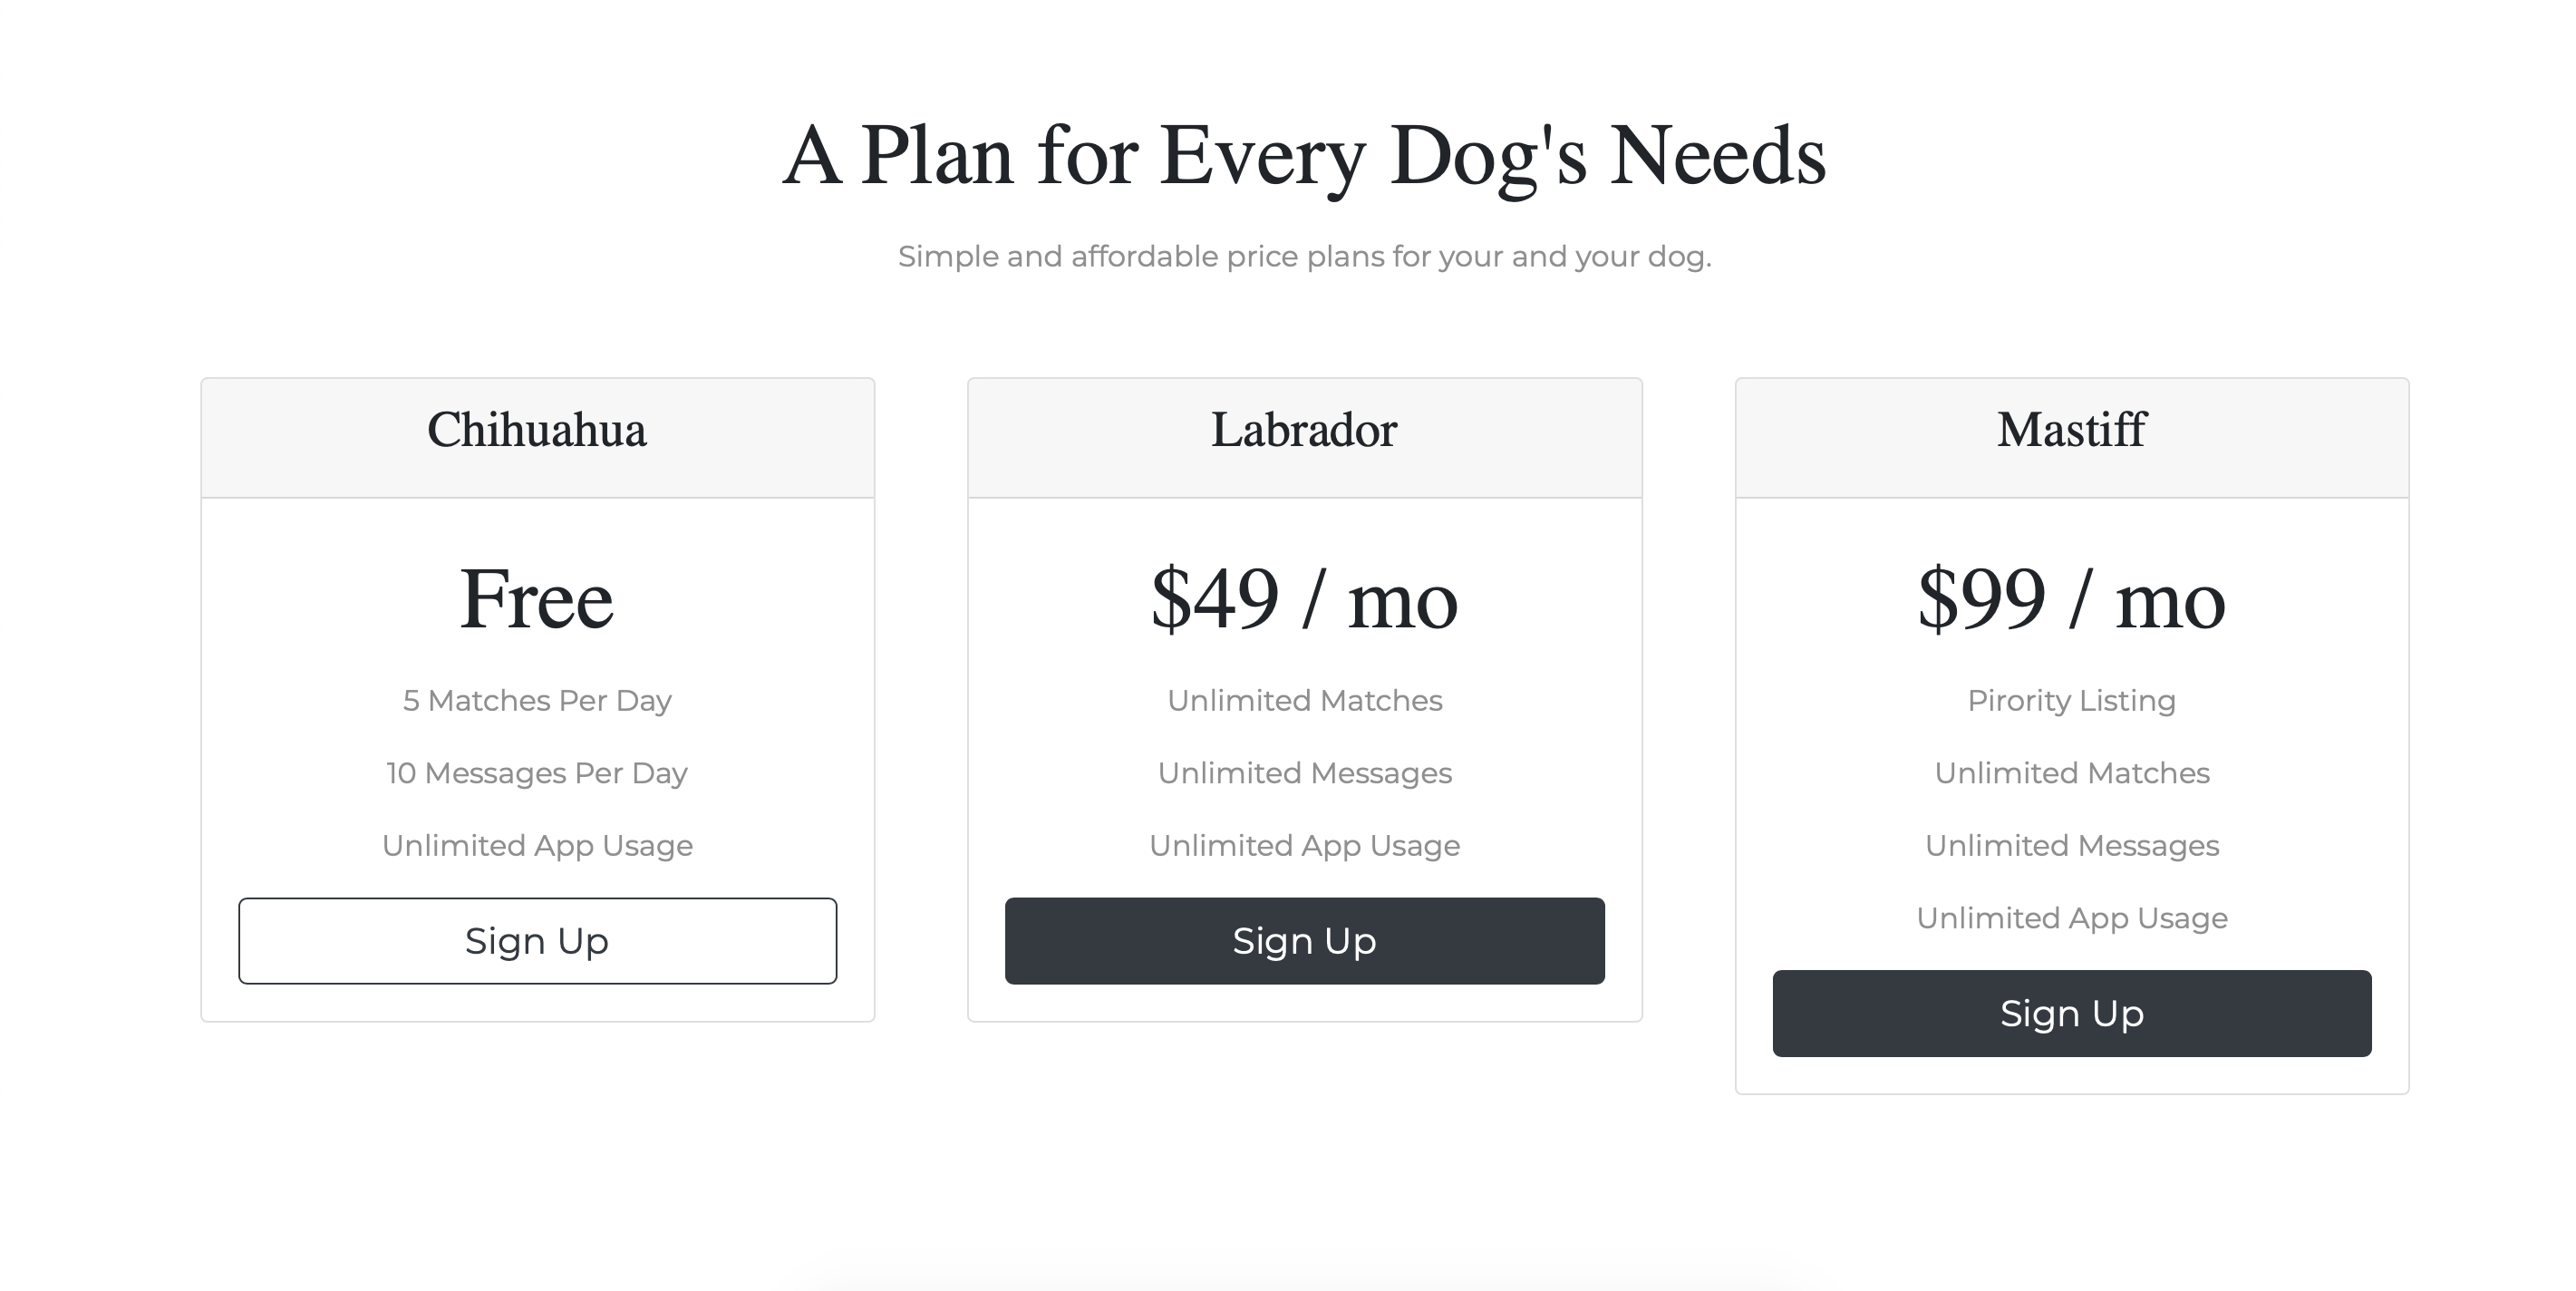 A Plan for Every Dog's Needs
Simple and affordable price plans for your and your dog.
Chihuahua
Free
5 Matches Per Day
10 Messages Per Day
Unlimited App Usage
Sign Up
Labrador
$49 / mo
Unlimited Matches
Unlimited Messages
Unlimited App Usage
Sign Up
Mastiff
$99 / mo
Pirority Listing
Unlimited Matches
Unlimited Messages
Unlimited App Usage
Sign Up